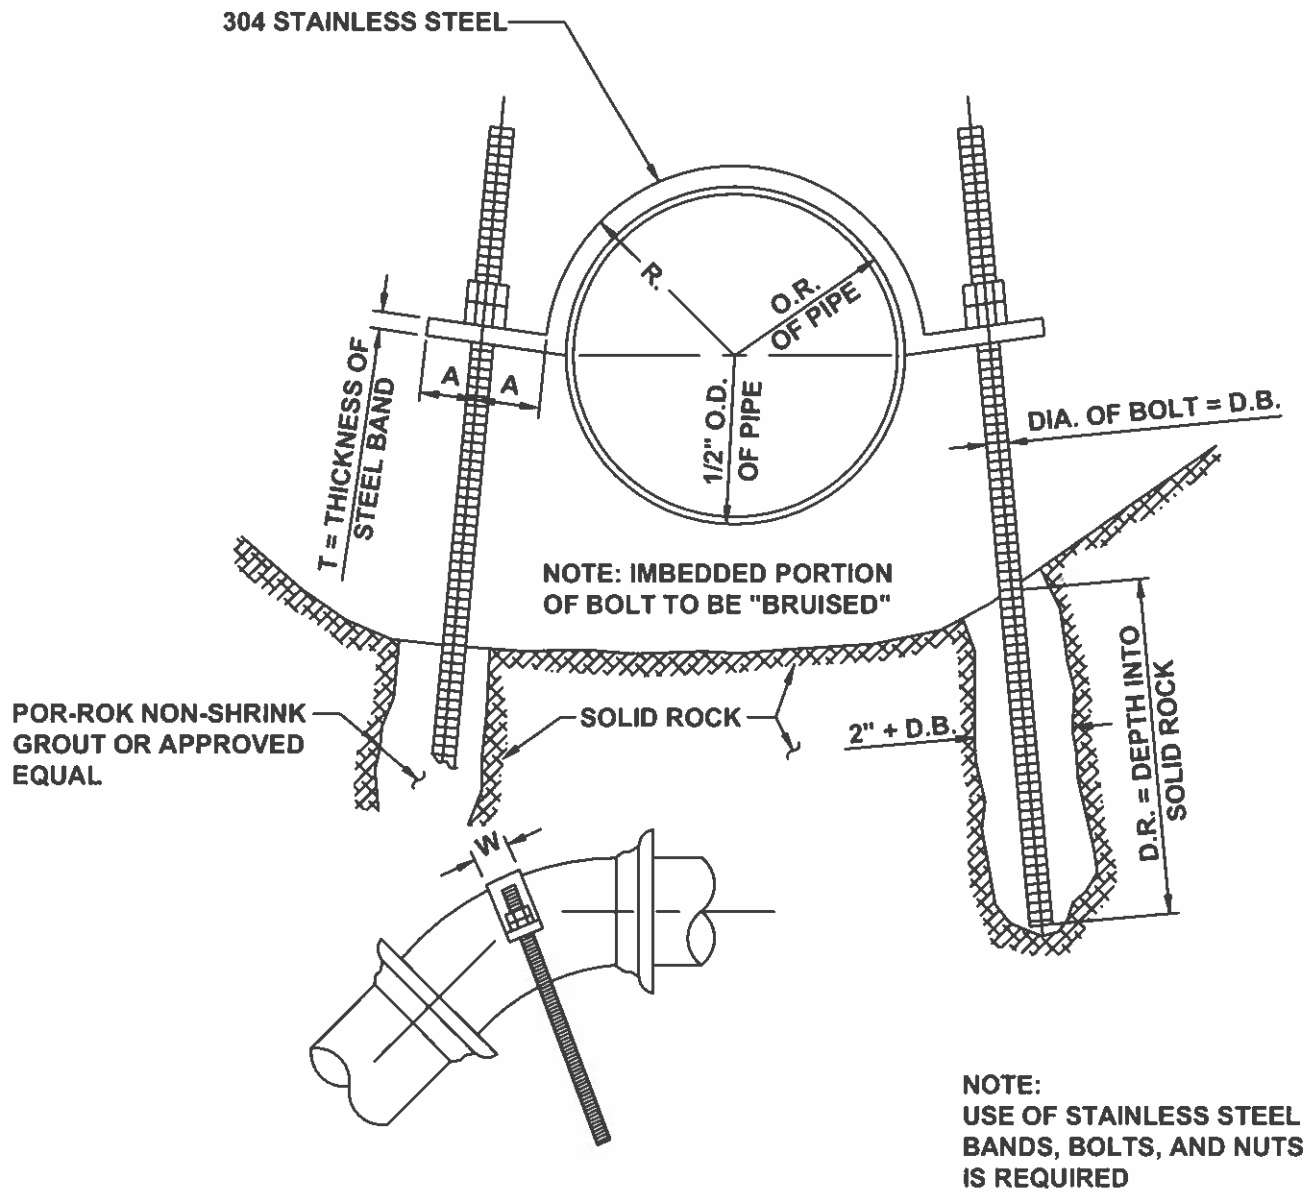 304 STAINLESS STEEL
R.
O.R.
OF PIPE
T = THICKNESS OF
STEEL BAND
A
A
1/2" O.D.
OF PIPE
DIA. OF BOLT = D.B.
NOTE: IMBEDDED PORTION
OF BOLT TO BE "BRUISED"
POR-ROK NON-SHRINK
GROUT OR APPROVED
EQUAL
SOLID ROCK
2" + D.B.
D.R. = DEPTH INTO
SOLID ROCK
W
NOTE:
USE OF STAINLESS STEEL
BANDS, BOLTS, AND NUTS
IS REQUIRED